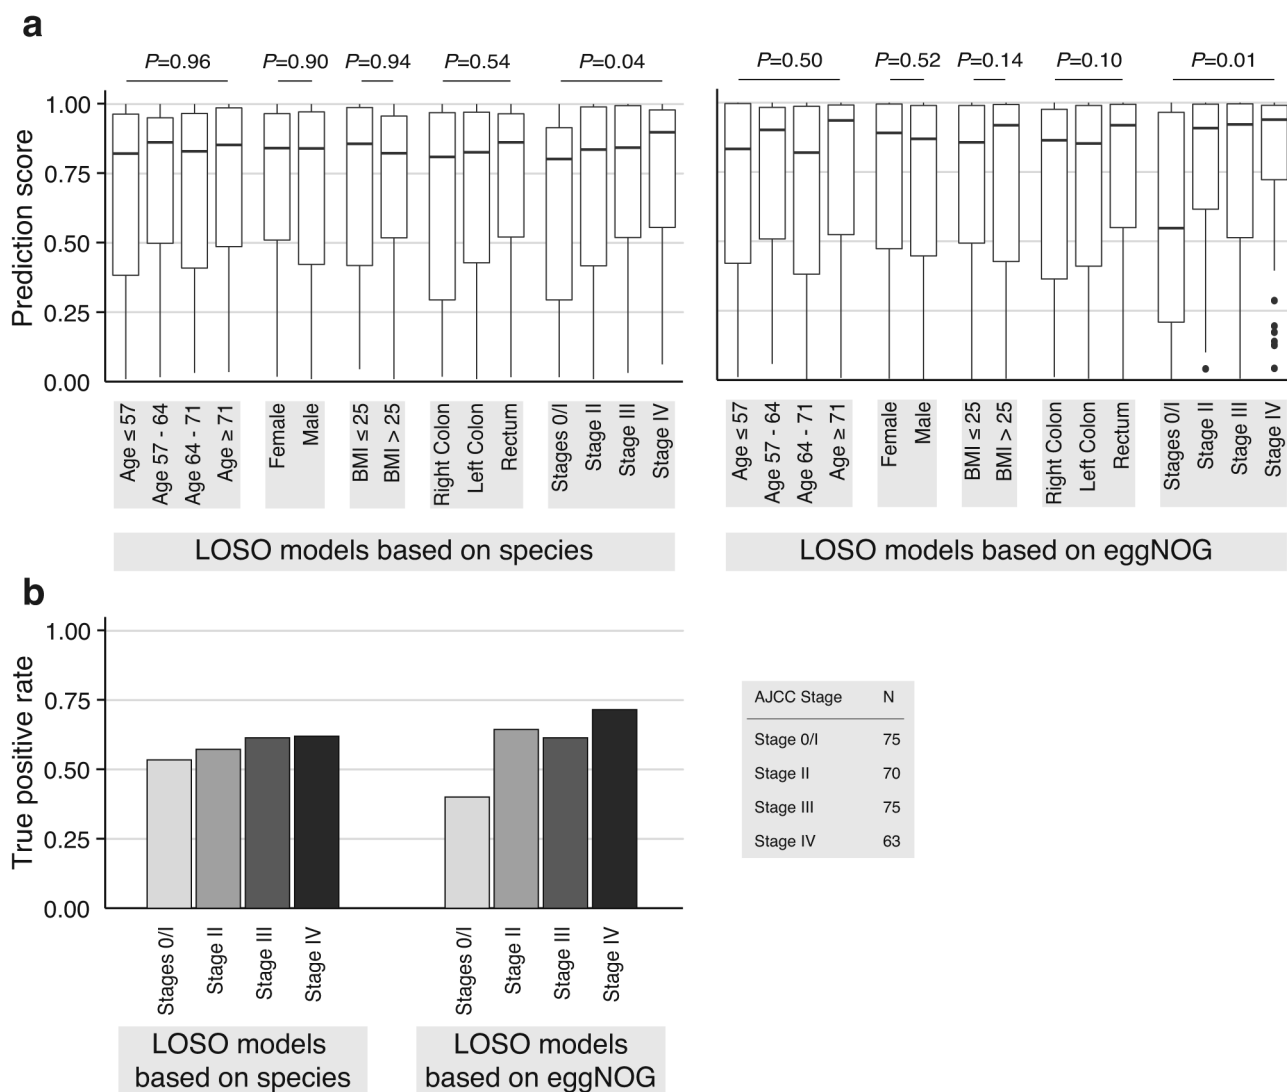 a
P=0.96 P=0.90 P=0.94 P=0.54 P=0.04
P=0.50 P=0.52 P=0.14 P=0.10 P=0.01
Prediction score
1.00
0.75
0.50
0.25
0.00
Age ≤ 57
Age 57 - 64
Age 64 - 71
Age ≥ 71
Female
Male
BMI ≤ 25
BMI > 25
Right Colon
Left Colon
Rectum
Stages 0/I
Stage II
Stage III
Stage IV
LOSO models based on species
Age ≤ 57
Age 57 - 64
Age 64 - 71
Age ≥ 71
Female
Male
BMI ≤ 25
BMI > 25
Right Colon
Left Colon
Rectum
Stages 0/I
Stage II
Stage III
Stage IV
LOSO models based on eggNOG
b
True positive rate
1.00
0.75
0.50
0.25
0.00
Stages 0/I
Stage II
Stage III
Stage IV
LOSO models
based on species
Stages 0/I
Stage II
Stage III
Stage IV
LOSO models
based on eggNOG
AJCC Stage N
Stage 0/I 75
Stage II 70
Stage III 75
Stage IV 63